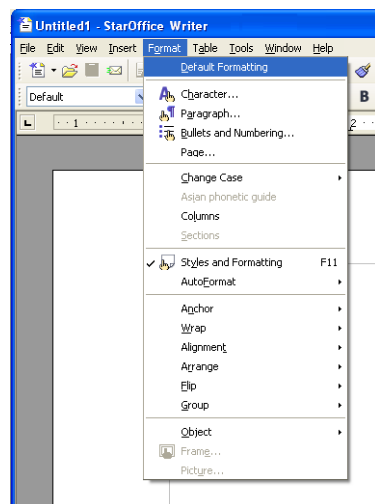 Untitled1 - StarOffice Writer
File Edit View Insert Format Table Tools Window Help
Default Formatting
Default
B
Character...
Paragraph...
1
2
Bullets and Numbering...
Page...
Change Case
Asian phonetic guide
Columns
Sections
Styles and Formatting F11
AutoFormat
Anchor
Wrap
Alignment
Arrange
Flip
Group
Object
Frame...
Picture...